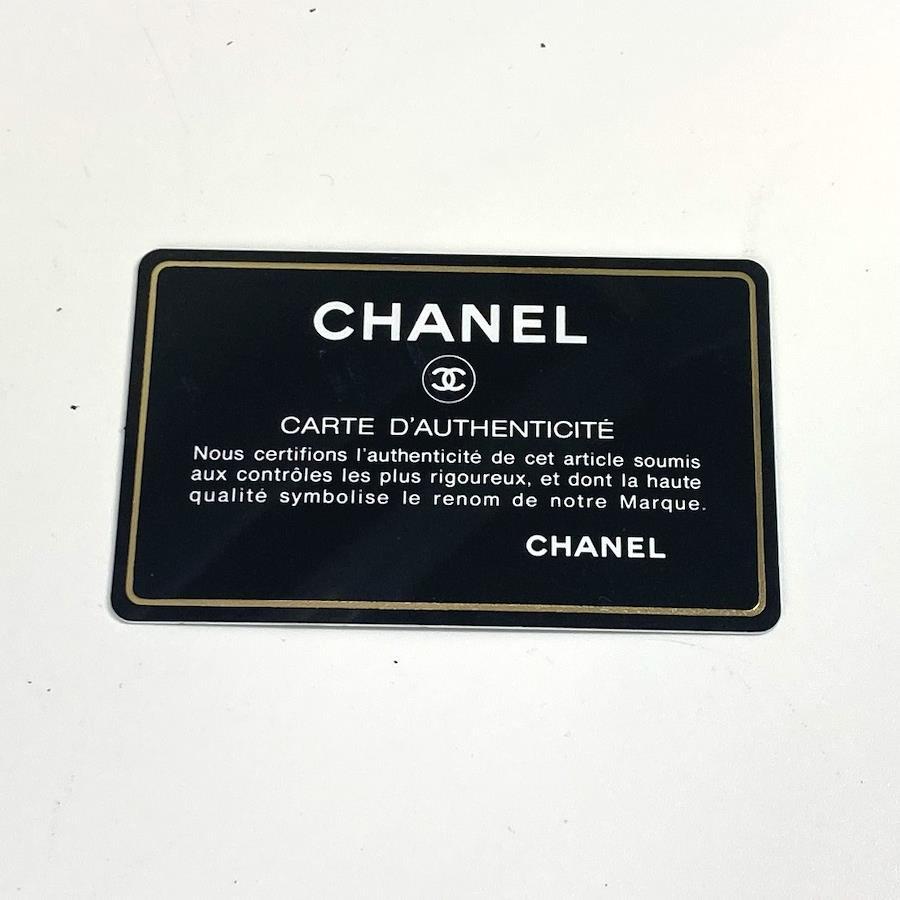 CHANEL
CARTE D'AUTHENTICITÉ
Nous certifions l'authenticité de cet article soumis
aux contrôles les plus rigoureux, et dont la haute
qualité symbolise le renom de notre Marque.
CHANEL